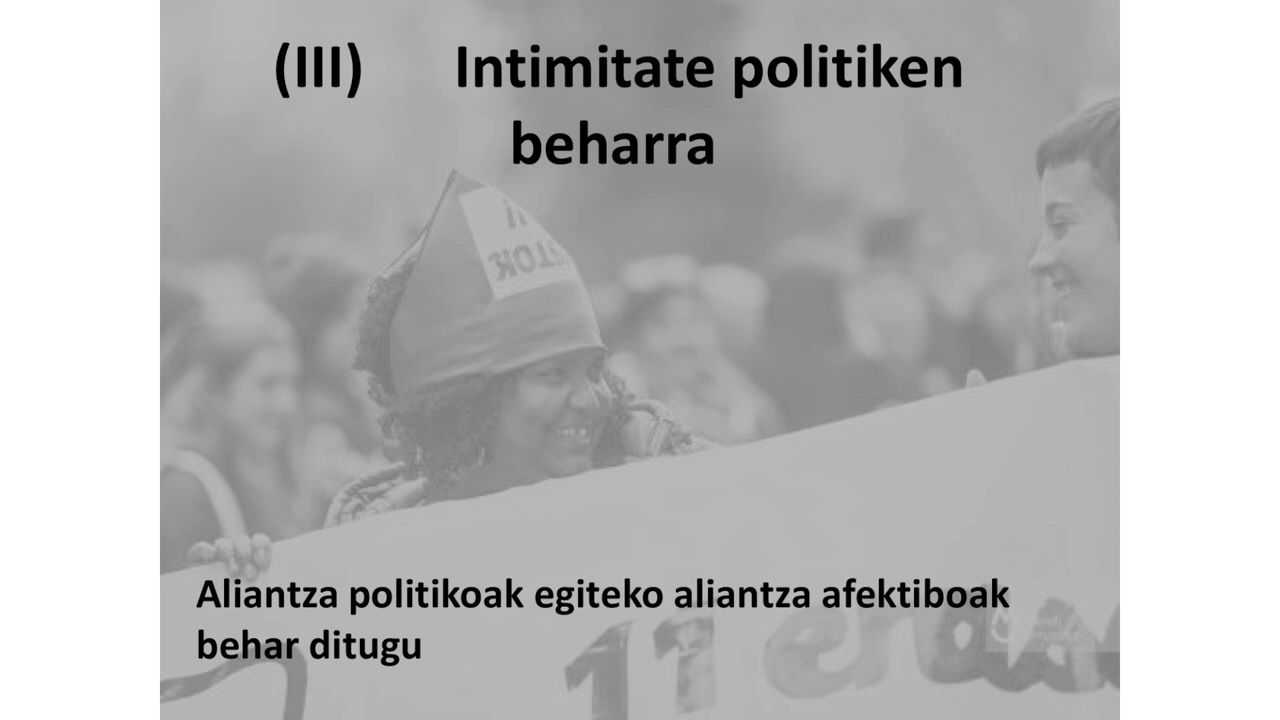 (III) Intimitate politiken
beharra
Aliantza politikoak egiteko aliantza afektiboak
behar ditugu